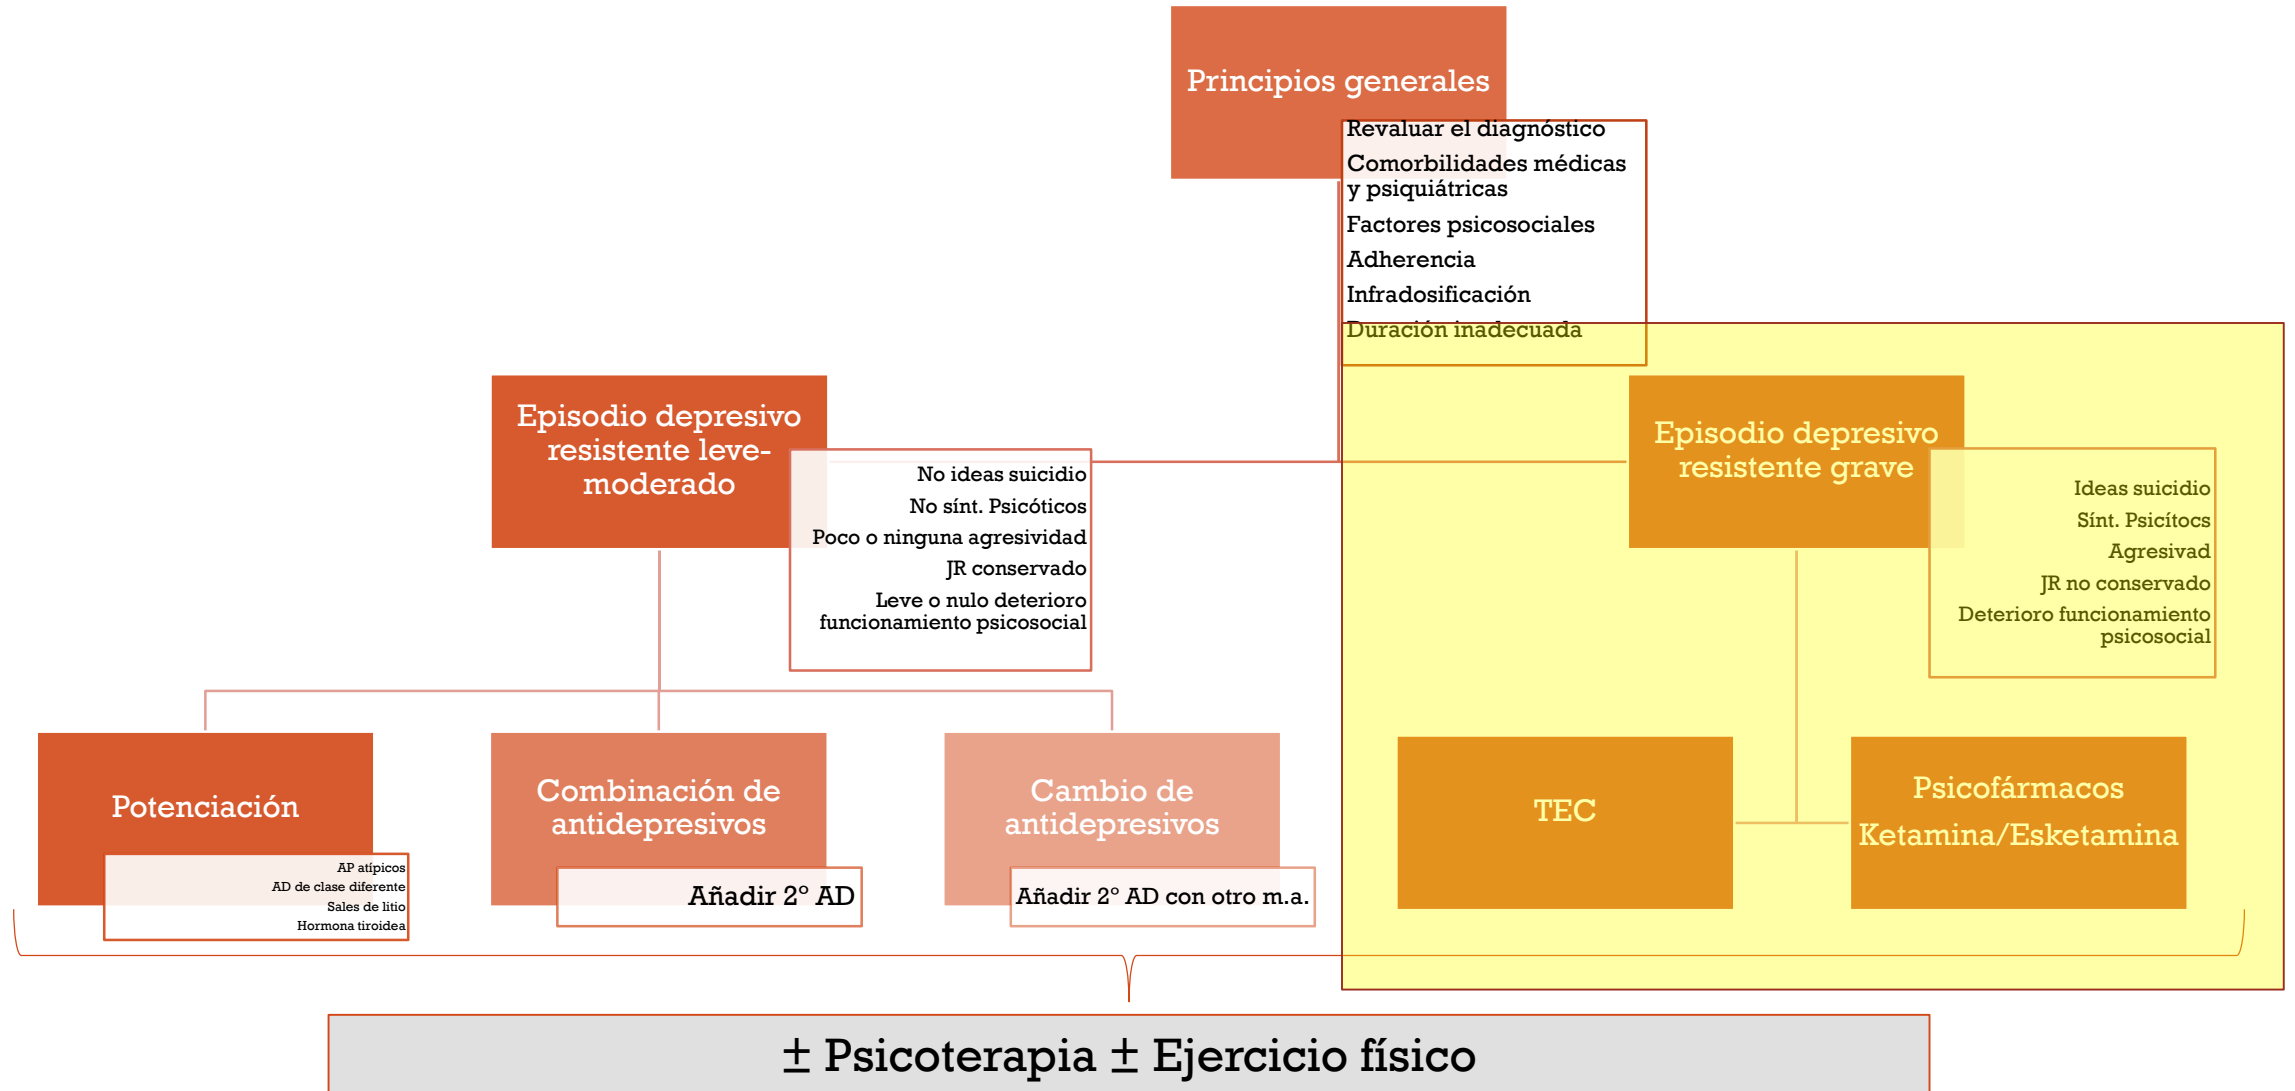 Principios generales
Revaluar el diagnóstico
Comorbilidades médicas
y psiquiátricas
Factores psicosociales
Adherencia
Infradosificación
Duración inadecuada
Episodio depresivo
resistente leve-
moderado
No ideas suicidio
No sínt. Psicóticos
Poco o ninguna agresividad
JR conservado
Leve o nulo deterioro
funcionamiento psicosocial
Episodio depresivo
resistente grave
Ideas suicidio
Sínt. Psicítocs
Agresivad
JR no conservado
Deterioro funcionamiento
psicosocial
Potenciación
AP atípicos
AD de clase diferente
Sales de litio
Hormona tiroidea
Combinación de
antidepresivos
Añadir 2º AD
Cambio de
antidepresivos
Añadir 2º AD con otro m.a.
TEC
Psicofármacos
Ketamina/Esketamina
± Psicoterapia ± Ejercicio físico